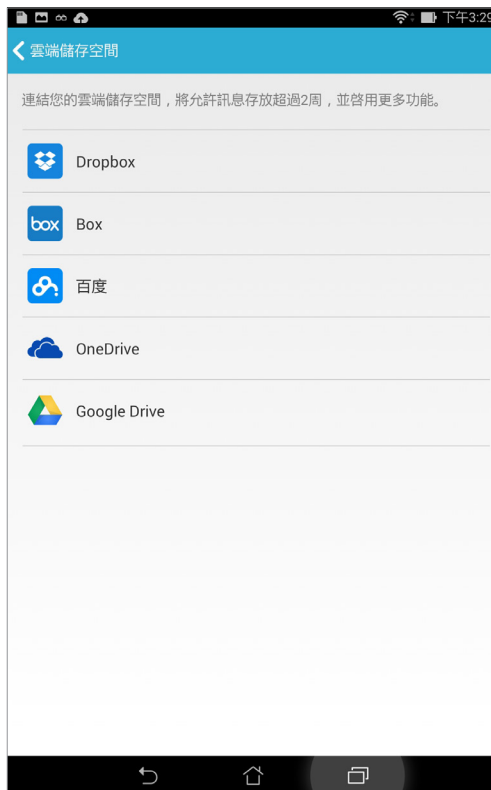 下午3:29
雲端儲存空間
連結您的雲端儲存空間，將允許訊息存放超過2周，並啓用更多功能。
Dropbox
box Box
百度
OneDrive
Google Drive